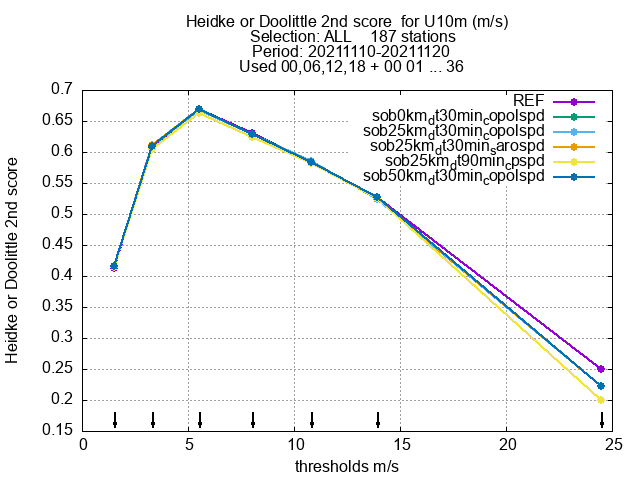 Heidke or Doolittle 2nd score for U10m (m/s)
Selection: ALL 187 stations
Period: 20211110-20211120
Used 00,06,12,18 + 00 01 ... 36
REF
sob0km_dt30min_copolspd
sob25km_dt30min_copolspd
sob25km_dt30min_sarospd
sob25km_dt90min_cpspd
sob50km_dt30min_copolspd
Heidke or Doolittle 2nd score
0.7
0.65
0.6
0.55
0.5
0.45
0.4
0.35
0.3
0.25
0.2
0.15
0 5 10 15 20 25
thresholds m/s